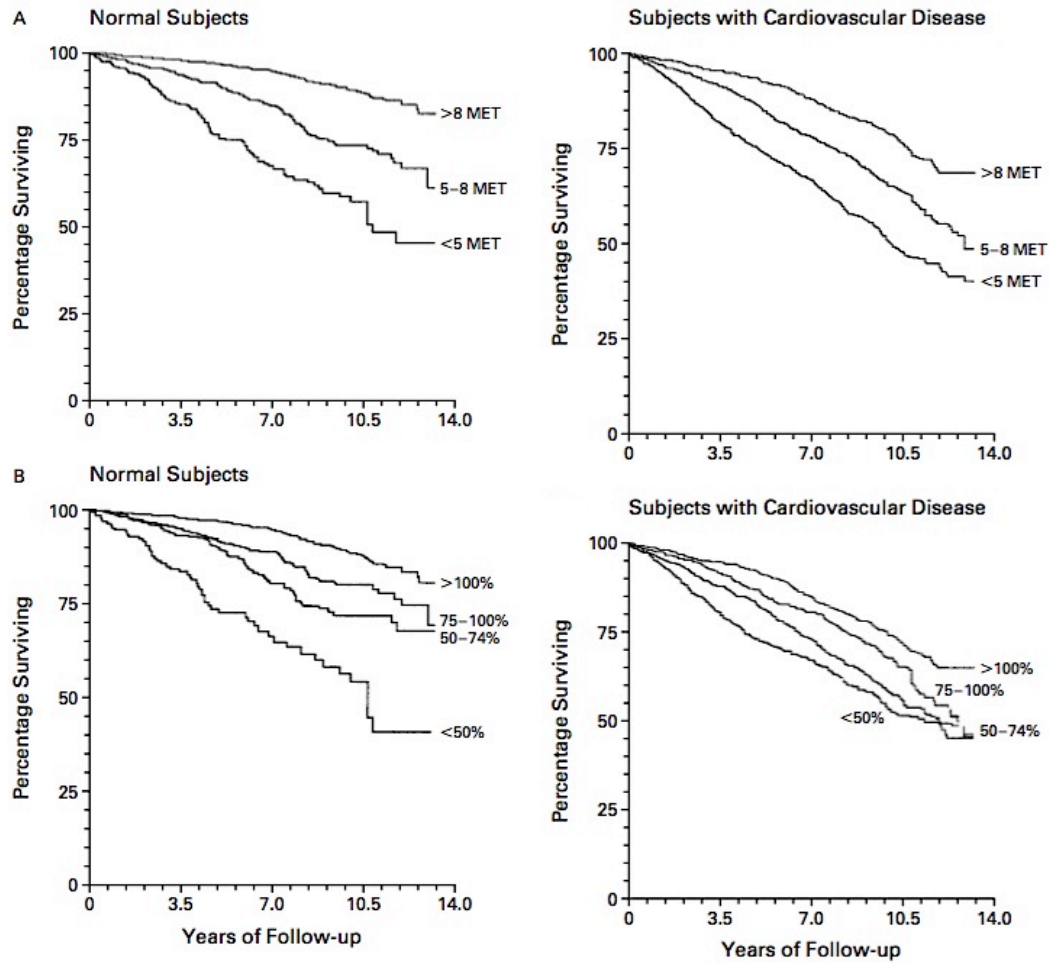 A
Normal Subjects
Subjects with Cardiovascular Disease
Percentage Surviving
100
75
50
25
0
0 3.5 7.0 10.5 14.0
>8 MET
5–8 MET
<5 MET
Percentage Surviving
100
75
50
25
0
0 3.5 7.0 10.5 14.0
>8 MET
5–8 MET
<5 MET
B
Normal Subjects
Subjects with Cardiovascular Disease
Percentage Surviving
100
75
50
25
0
0 3.5 7.0 10.5 14.0
>100%
75–100%
50–74%
<50%
Years of Follow-up
Percentage Surviving
100
75
50
25
0
0 3.5 7.0 10.5 14.0
>100%
75–100%
<50%
50–74%
Years of Follow-up